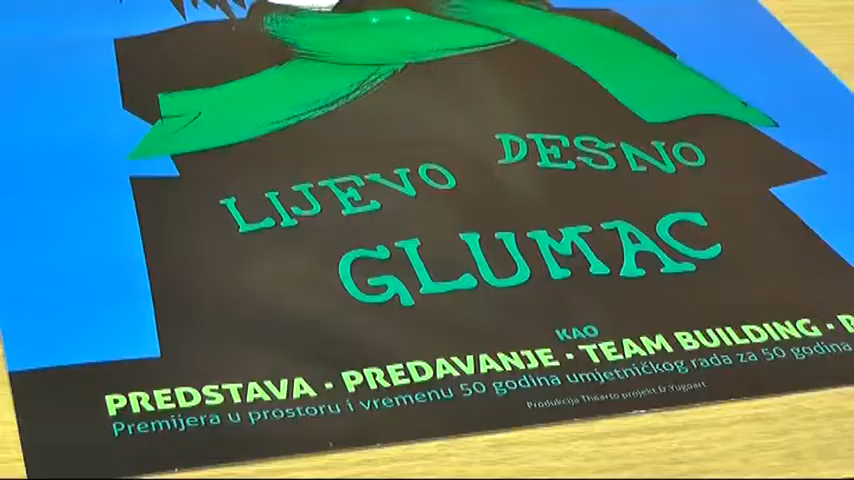 LIJEVO DESNO
GLUMAC
KAO
PREDSTAVA · PREDAVANJE · TEAM BUILDING ·
Premijera u prostoru i vremenu 50 godina umjetničkog rada za 50 godina
Produkcija Thearto projekt & Yugoart